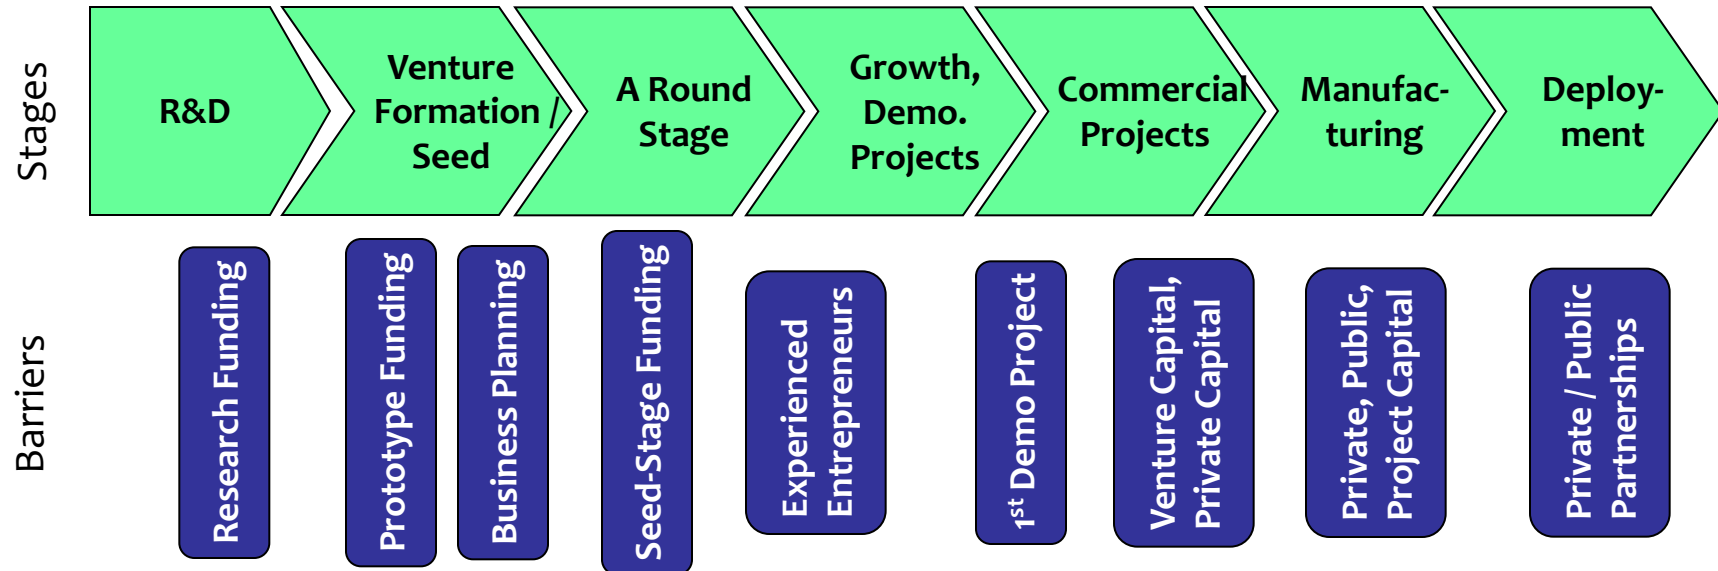 Stages
R&D
Venture
Formation /
Seed
A Round
Stage
Growth,
Demo.
Projects
Commercial
Projects
Manufac-
turing
Deploy-
ment
Barriers
Research Funding
Prototype Funding
Business Planning
Seed-Stage Funding
Experienced
Entrepreneurs
1st Demo Project
Venture Capital,
Private Capital
Private, Public,
Project Capital
Private / Public
Partnerships